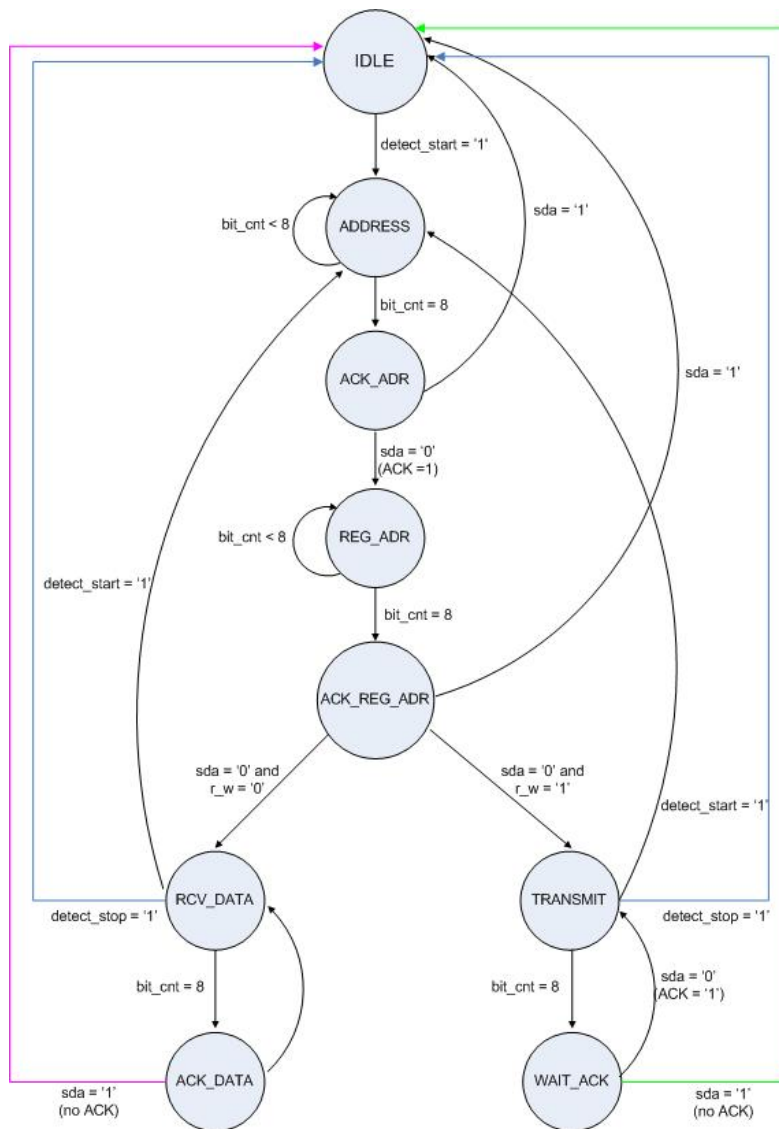 IDLE
detect_start = '1'
sda = '1'
bit_cnt < 8
ADDRESS
bit_cnt = 8
ACK_ADR
sda = '1'
sda = '0'
(ACK =1)
bit_cnt < 8
REG_ADR
detect_start = '1'
bit_cnt = 8
ACK_REG_ADR
sda = '0' and
r_w = '0'
sda = '0' and
r_w = '1'
detect_start = '1'
RCV_DATA
TRANSMIT
detect_stop = '1'
detect_stop = '1'
bit_cnt = 8
bit_cnt = 8
sda = '0'
(ACK = '1')
ACK_DATA
WAIT_ACK
sda = '1'
(no ACK)
sda = '1'
(no ACK)